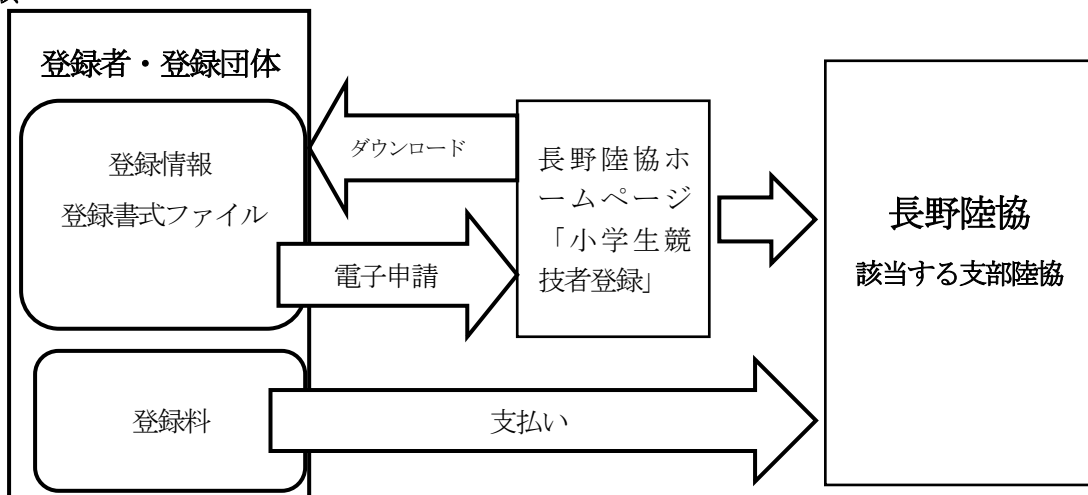 登録者・登録団体
登録情報
登録書式ファイル
ダウンロード
電子申請
長野陸協ホ
ームページ
「小学生競
技者登録」
長野陸協
該当する支部陸協
登録料
支払い